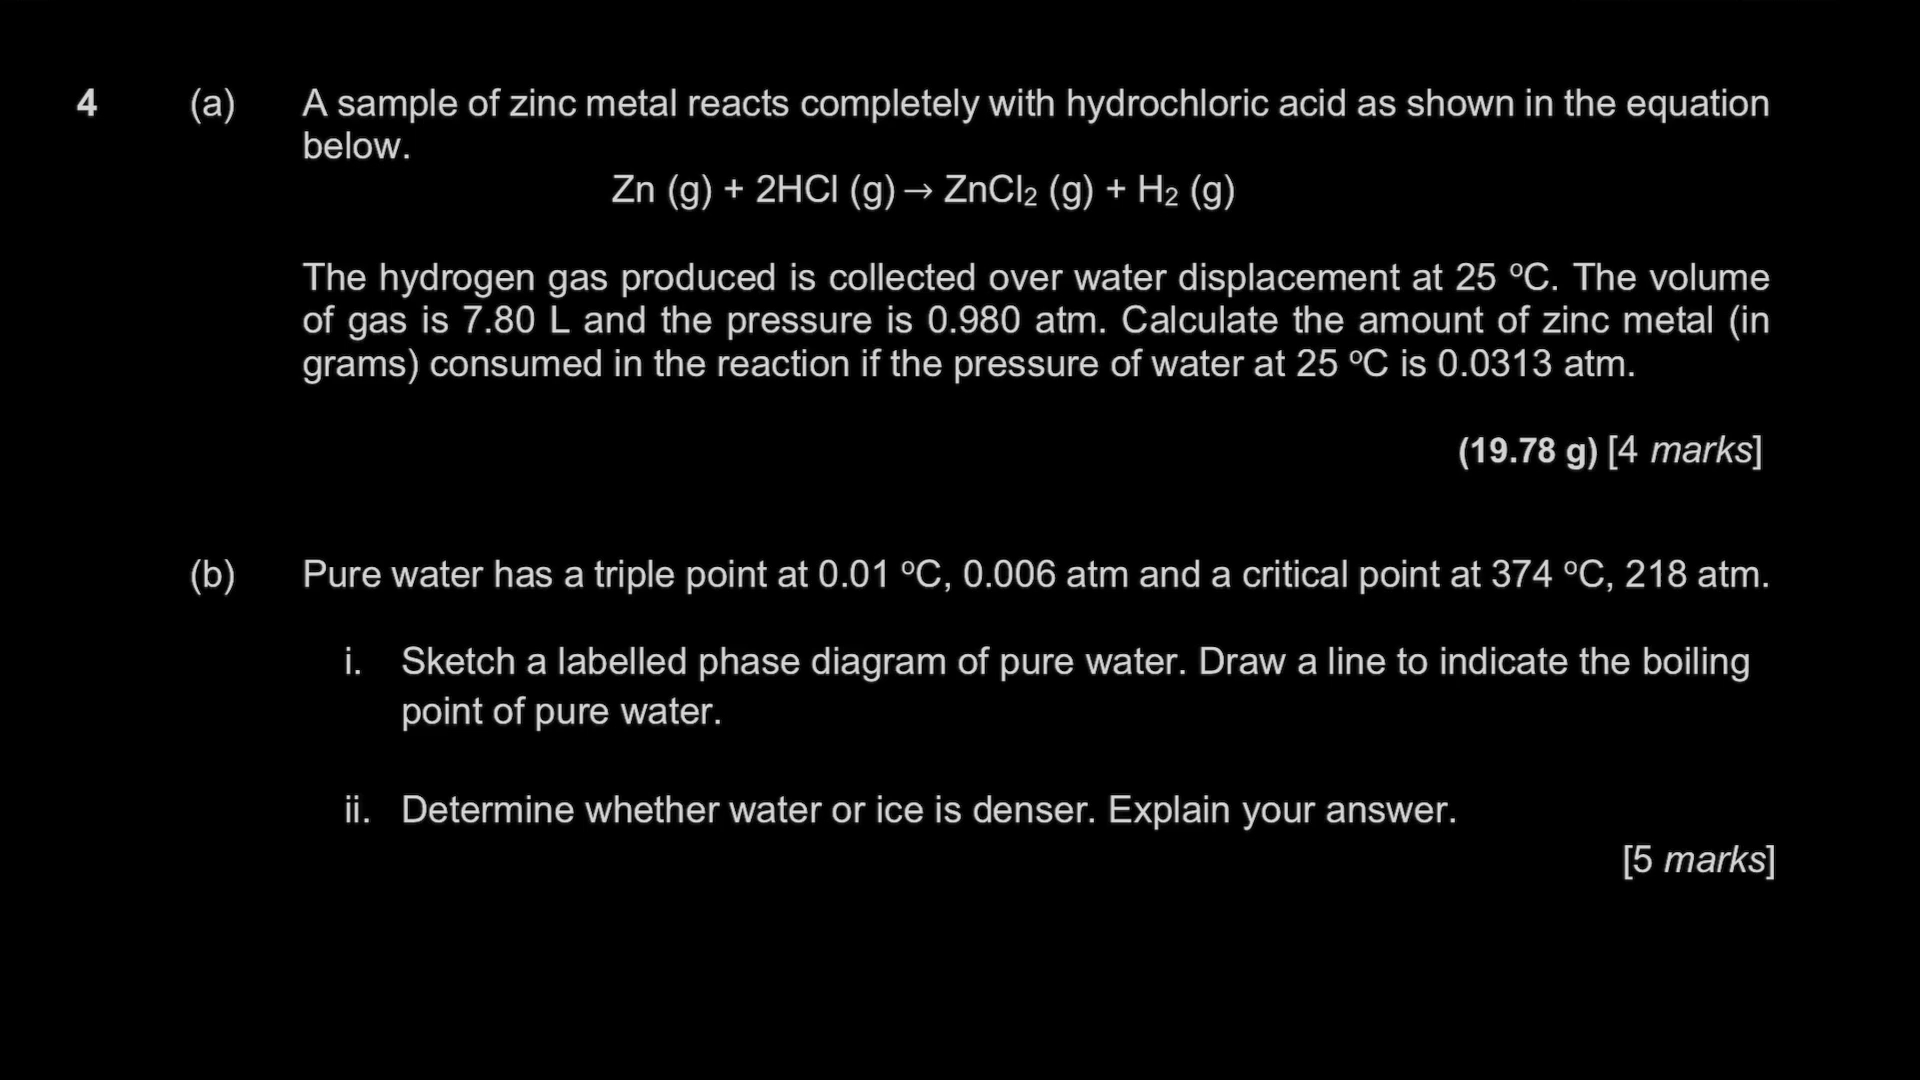 4 (a) A sample of zinc metal reacts completely with hydrochloric acid as shown in the equation
below.
Zn (g) + 2HCl (g) → ZnCl₂ (g) + H₂ (g)
The hydrogen gas produced is collected over water displacement at 25 ºC. The volume
of gas is 7.80 L and the pressure is 0.980 atm. Calculate the amount of zinc metal (in
grams) consumed in the reaction if the pressure of water at 25 ºC is 0.0313 atm.
(19.78 g) [4 marks]
(b) Pure water has a triple point at 0.01 ºC, 0.006 atm and a critical point at 374 ºC, 218 atm.
i. Sketch a labelled phase diagram of pure water. Draw a line to indicate the boiling
point of pure water.
ii. Determine whether water or ice is denser. Explain your answer.
[5 marks]